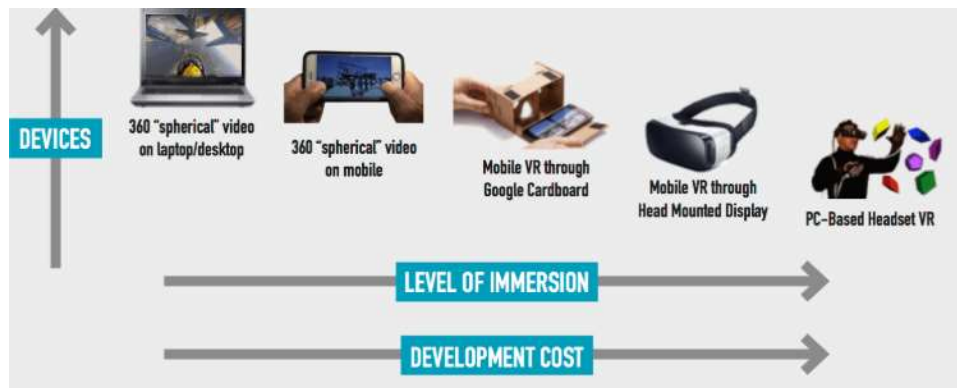 360 "spherical" video
on laptop/desktop
360 "spherical" video
on mobile
Mobile VR through
Google Cardboard
Mobile VR through
Head Mounted Display
PC-Based Headset VR
DEVICES
LEVEL OF IMMERSION
DEVELOPMENT COST